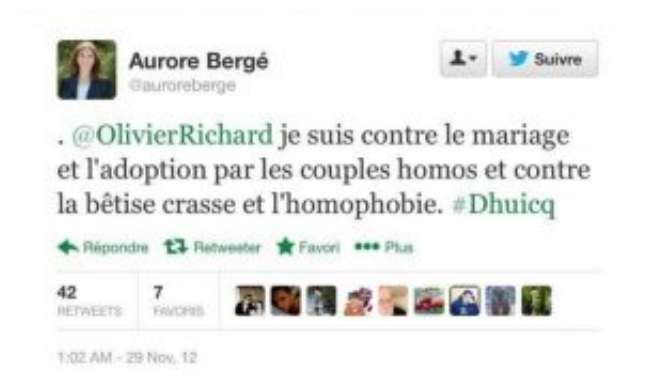 Aurore Bergé
@auroreberge
Suivre
. @OlivierRichard je suis contre le mariage
et l'adoption par les couples homos et contre
la bêtise crasse et l'homophobie. #Dhuicq
Répondre Retweeter Favori Plus
42 7
RETWEETS FAVORIS
1:02 AM - 29 Nov, 12